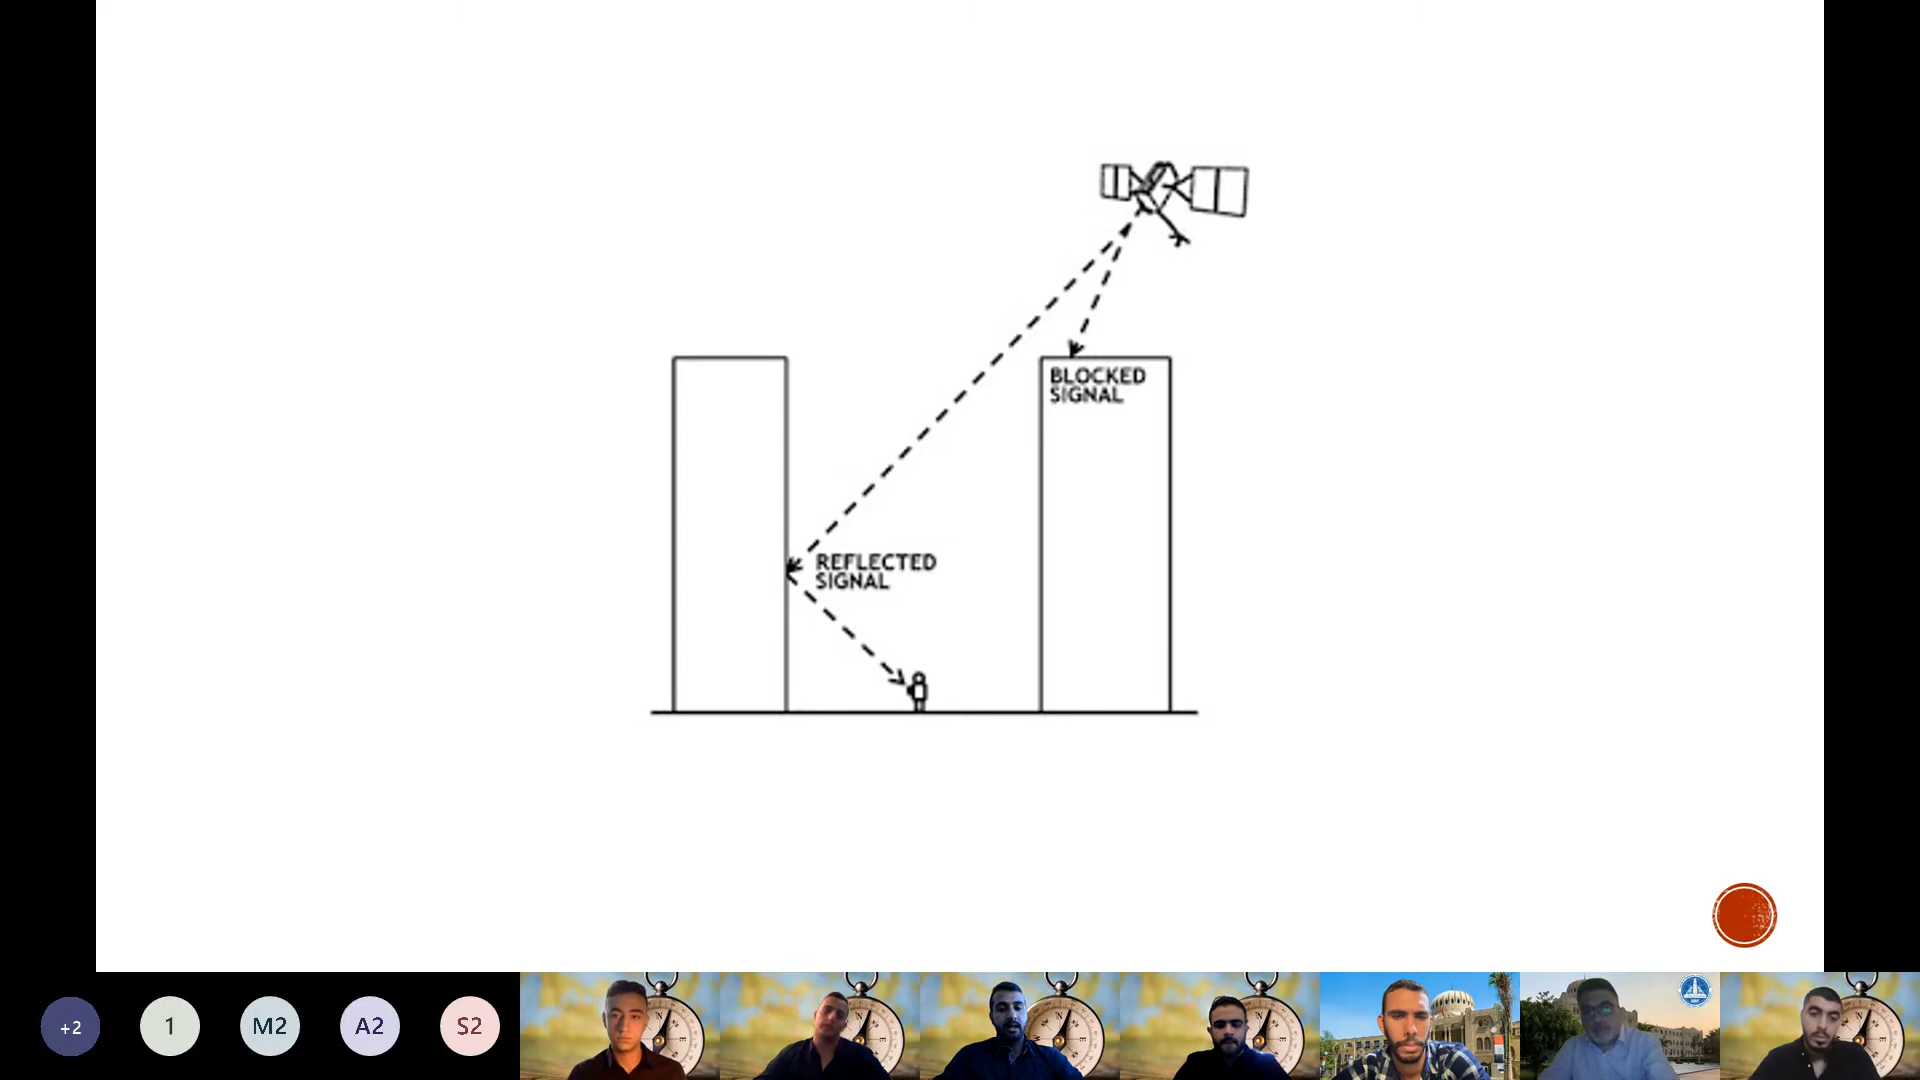 BLOCKED
SIGNAL
REFLECTED
SIGNAL
+2
1
M2
A2
S2